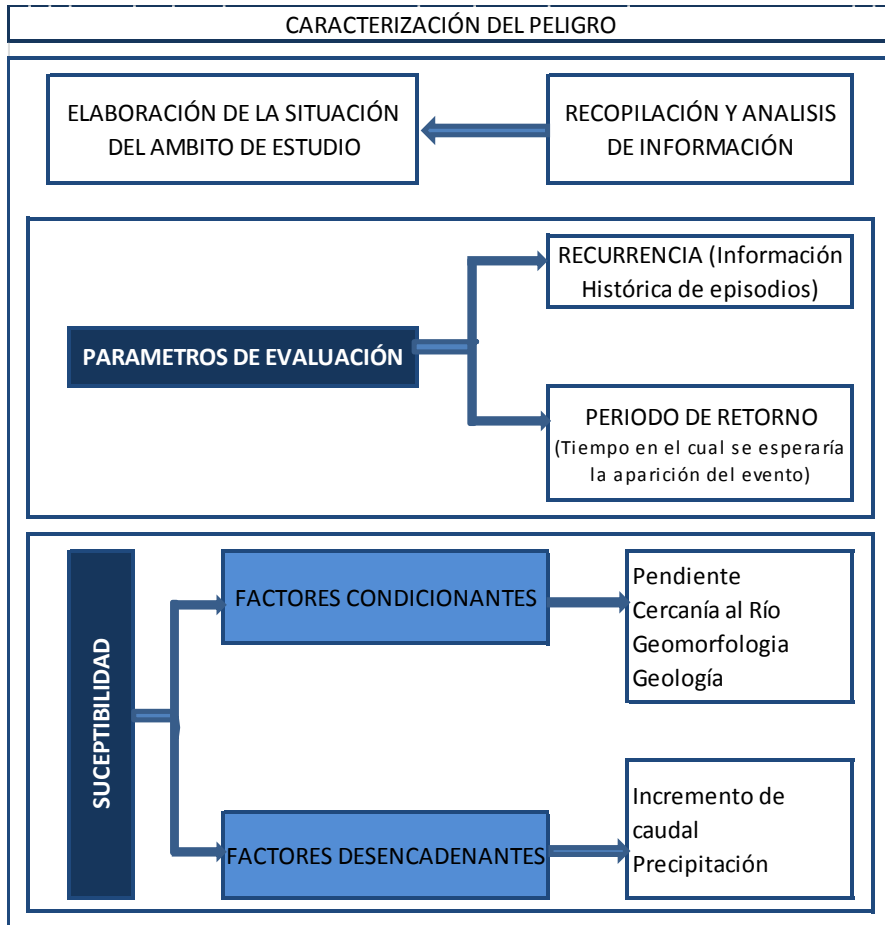 CARACTERIZACIÓN DEL PELIGRO
ELABORACIÓN DE LA SITUACIÓN
DEL AMBITO DE ESTUDIO
RECOPILACIÓN Y ANALISIS
DE INFORMACIÓN
PARAMETROS DE EVALUACIÓN
RECURRENCIA (Información
Histórica de episodios)
PERIODO DE RETORNO
(Tiempo en el cual se esperaría
la aparición del evento)
SUCEPTIBILIDAD
FACTORES CONDICIONANTES
Pendiente
Cercanía al Río
Geomorfologia
Geología
FACTORES DESENCADENANTES
Incremento de
caudal
Precipitación